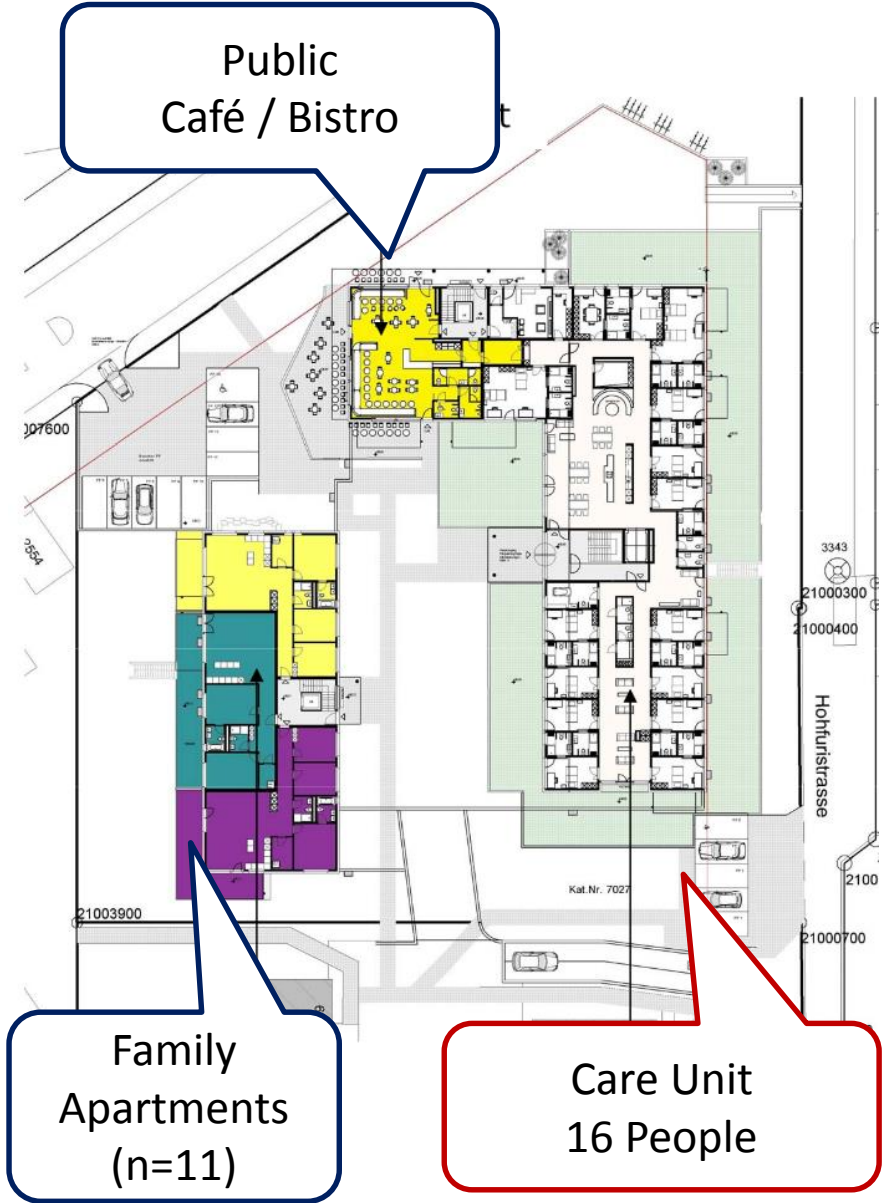 Public
Café / Bistro
t
007600
2554
3343
21000300
21000400
Hohfuristrasse
2100
Kat.Nr. 7027
21003900
21000700
Family
Apartments
(n=11)
Care Unit
16 People